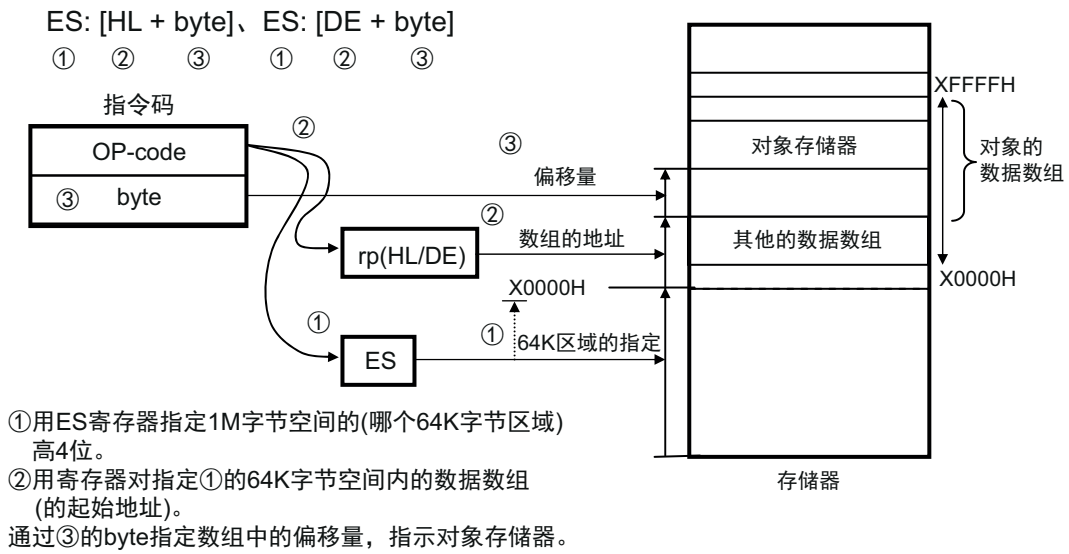 ES: [HL + byte]、ES: [DE + byte]
① ② ③ ① ② ③
指令码
OP-code
③ byte
②
③
偏移量
②
rp(HL/DE)
数组的地址
X0000H
①
ES
①
64K区域的指定
XFFFFH
对象存储器
对象的
数据数组
其他的数据数组
X0000H
存储器
①用ES寄存器指定1M字节空间的(哪个64K字节区域)
高4位。
②用寄存器对指定①的64K字节空间内的数据数组
(的起始地址)。
通过③的byte指定数组中的偏移量，指示对象存储器。